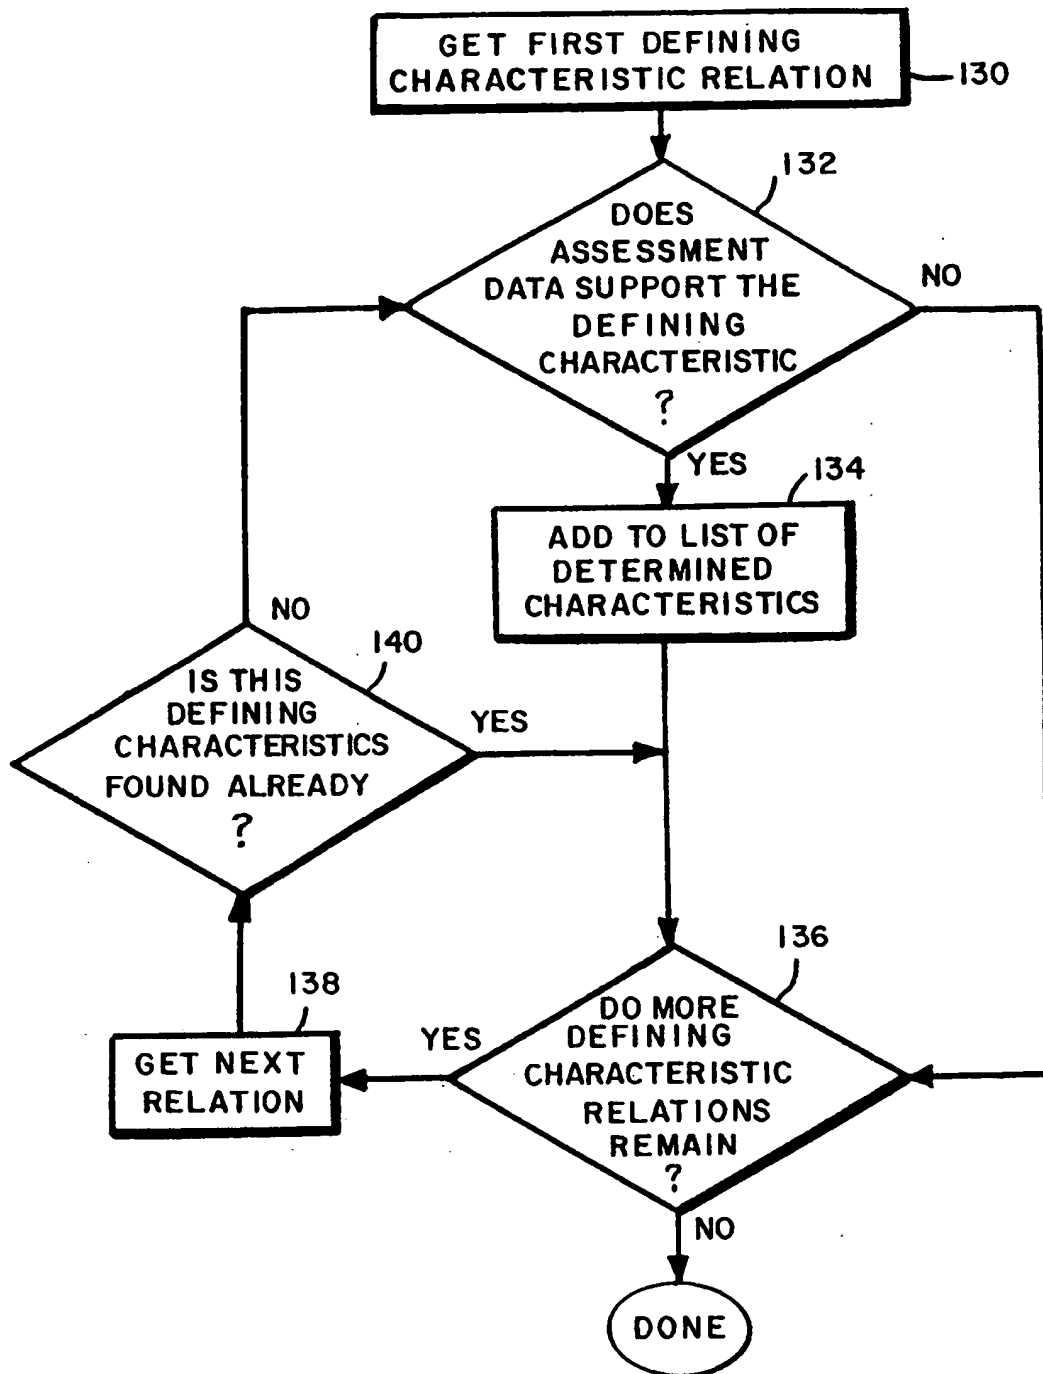 GET FIRST DEFINING
CHARACTERISTIC RELATION
130
132
DOES
ASSESSMENT
DATA SUPPORT THE
DEFINING
CHARACTERISTIC
?
NO
YES
134
ADD TO LIST OF
DETERMINED
CHARACTERISTICS
NO
140
IS THIS
DEFINING
CHARACTERISTICS
FOUND ALREADY
?
YES
136
DO MORE
DEFINING
CHARACTERISTIC
RELATIONS
REMAIN
?
YES
138
GET NEXT
RELATION
NO
DONE